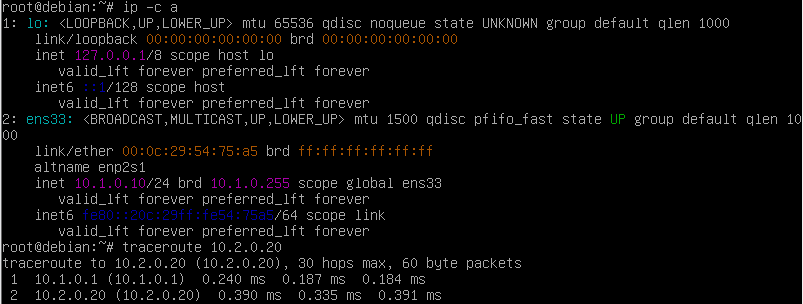 root@debian:~# ip -c a
1: lo: <LOOPBACK,UP,LOWER_UP> mtu 65536 qdisc noqueue state UNKNOWN group default qlen 1000
link/loopback 00:00:00:00:00:00 brd 00:00:00:00:00:00
inet 127.0.0.1/8 scope host lo
valid_lft forever preferred_lft forever
inet6 ::1/128 scope host
valid_lft forever preferred_lft forever
2: ens33: <BROADCAST,MULTICAST,UP,LOWER_UP> mtu 1500 qdisc pfifo_fast state UP group default qlen 10
00
link/ether 00:0c:29:54:75:a5 brd ff:ff:ff:ff:ff:ff
altname enp2s1
inet 10.1.0.10/24 brd 10.1.0.255 scope global ens33
valid_lft forever preferred_lft forever
inet6 fe80::20c:29ff:fe54:75a5/64 scope link
valid_lft forever preferred_lft forever
root@debian:~# traceroute 10.2.0.20
traceroute to 10.2.0.20 (10.2.0.20), 30 hops max, 60 byte packets
1 10.1.0.1 (10.1.0.1) 0.240 ms 0.187 ms 0.184 ms
2 10.2.0.20 (10.2.0.20) 0.390 ms 0.335 ms 0.391 ms